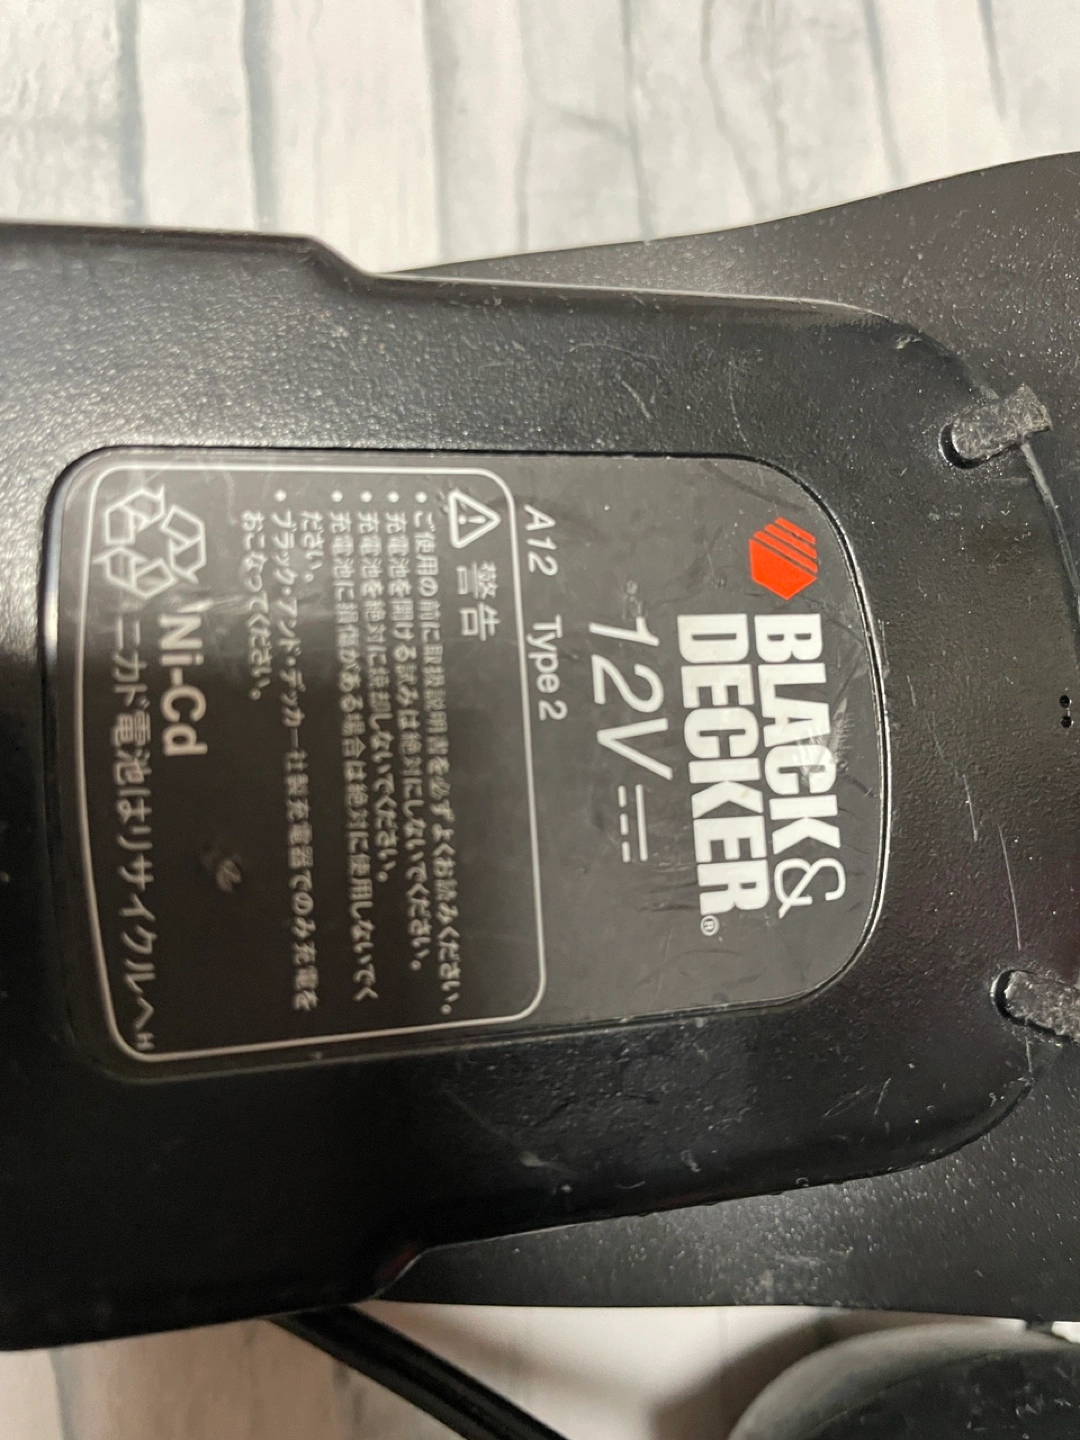 BLACK&
DECKER®
12V
A12 Type 2
警告
・ご使用の前に取扱説明書を必ずよくお読みください。
・充電池を開ける試みは絶対にしないでください。
・充電池を絶対に焼却しないでください。
・充電池に損傷がある場合は絶対に使用しないでく
ださい。
・ブラック・アンド・デッカー社製充電器でのみ充電を
おこなってください。
Ni-Cd
ニカド電池はリサイクルへ